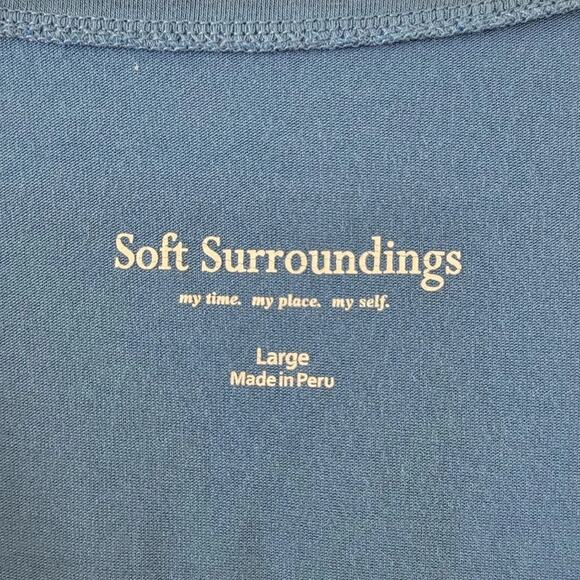 Soft Surroundings
my time. my place. my self.
Large
Made in Peru